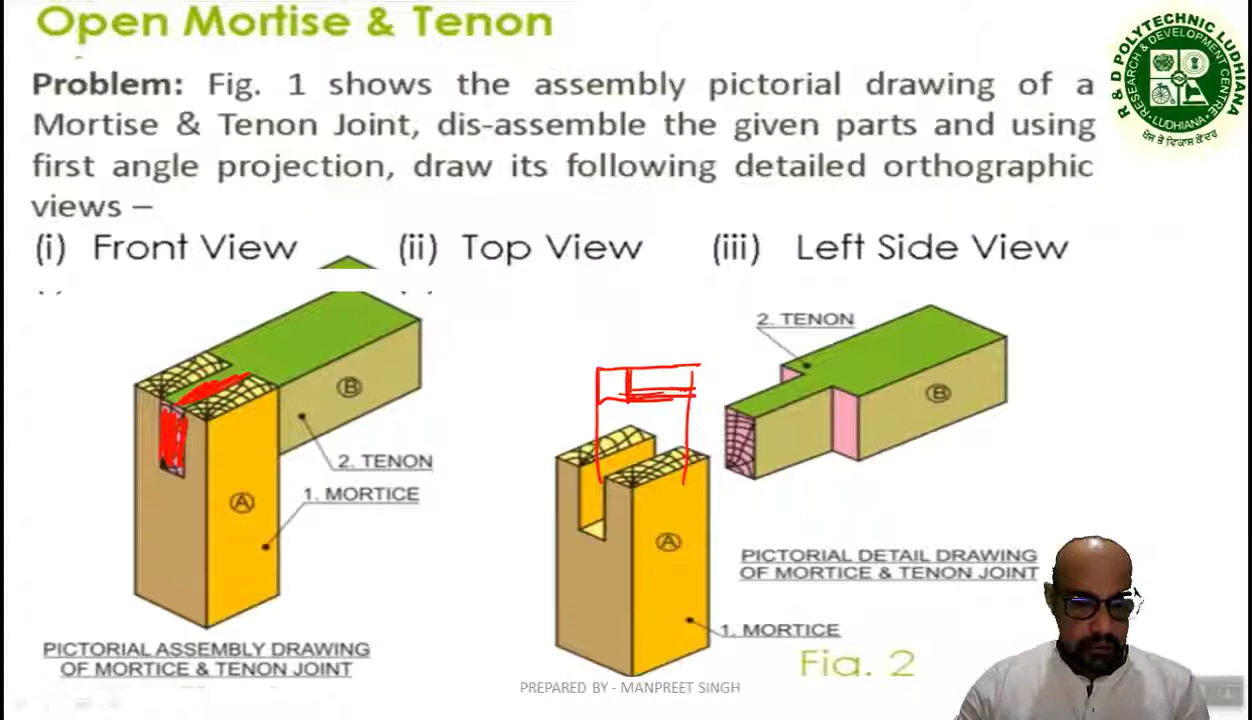 Open Mortise & Tenon
Problem: Fig. 1 shows the assembly pictorial drawing of a
Mortise & Tenon Joint, dis-assemble the given parts and using
first angle projection, draw its following detailed orthographic
views –
(i) Front View (ii) Top View (iii) Left Side View
R & D POLYTECHNIC LUDHIANA
RESEARCH & DEVELOPMENT CENTRE
LUDHIANA
ਖੋਜ ਤੇ ਵਿਕਾਸ ਕੇਂਦਰ
B
2. TENON
1. MORTICE
A
PICTORIAL ASSEMBLY DRAWING
OF MORTICE & TENON JOINT
2. TENON
B
A
PICTORIAL DETAIL DRAWING
OF MORTICE & TENON JOINT
1. MORTICE
Fig. 2
PREPARED BY - MANPREET SINGH